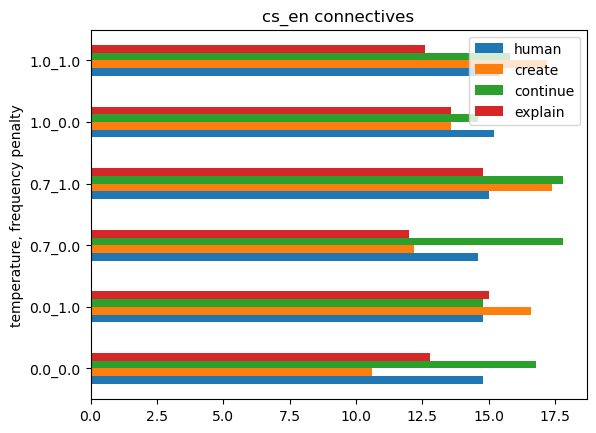 cs_en connectives
human
create
continue
explain
temperature, frequency penalty
1.0_1.0
1.0_0.0
0.7_1.0
0.7_0.0
0.0_1.0
0.0_0.0
0.0 2.5 5.0 7.5 10.0 12.5 15.0 17.5